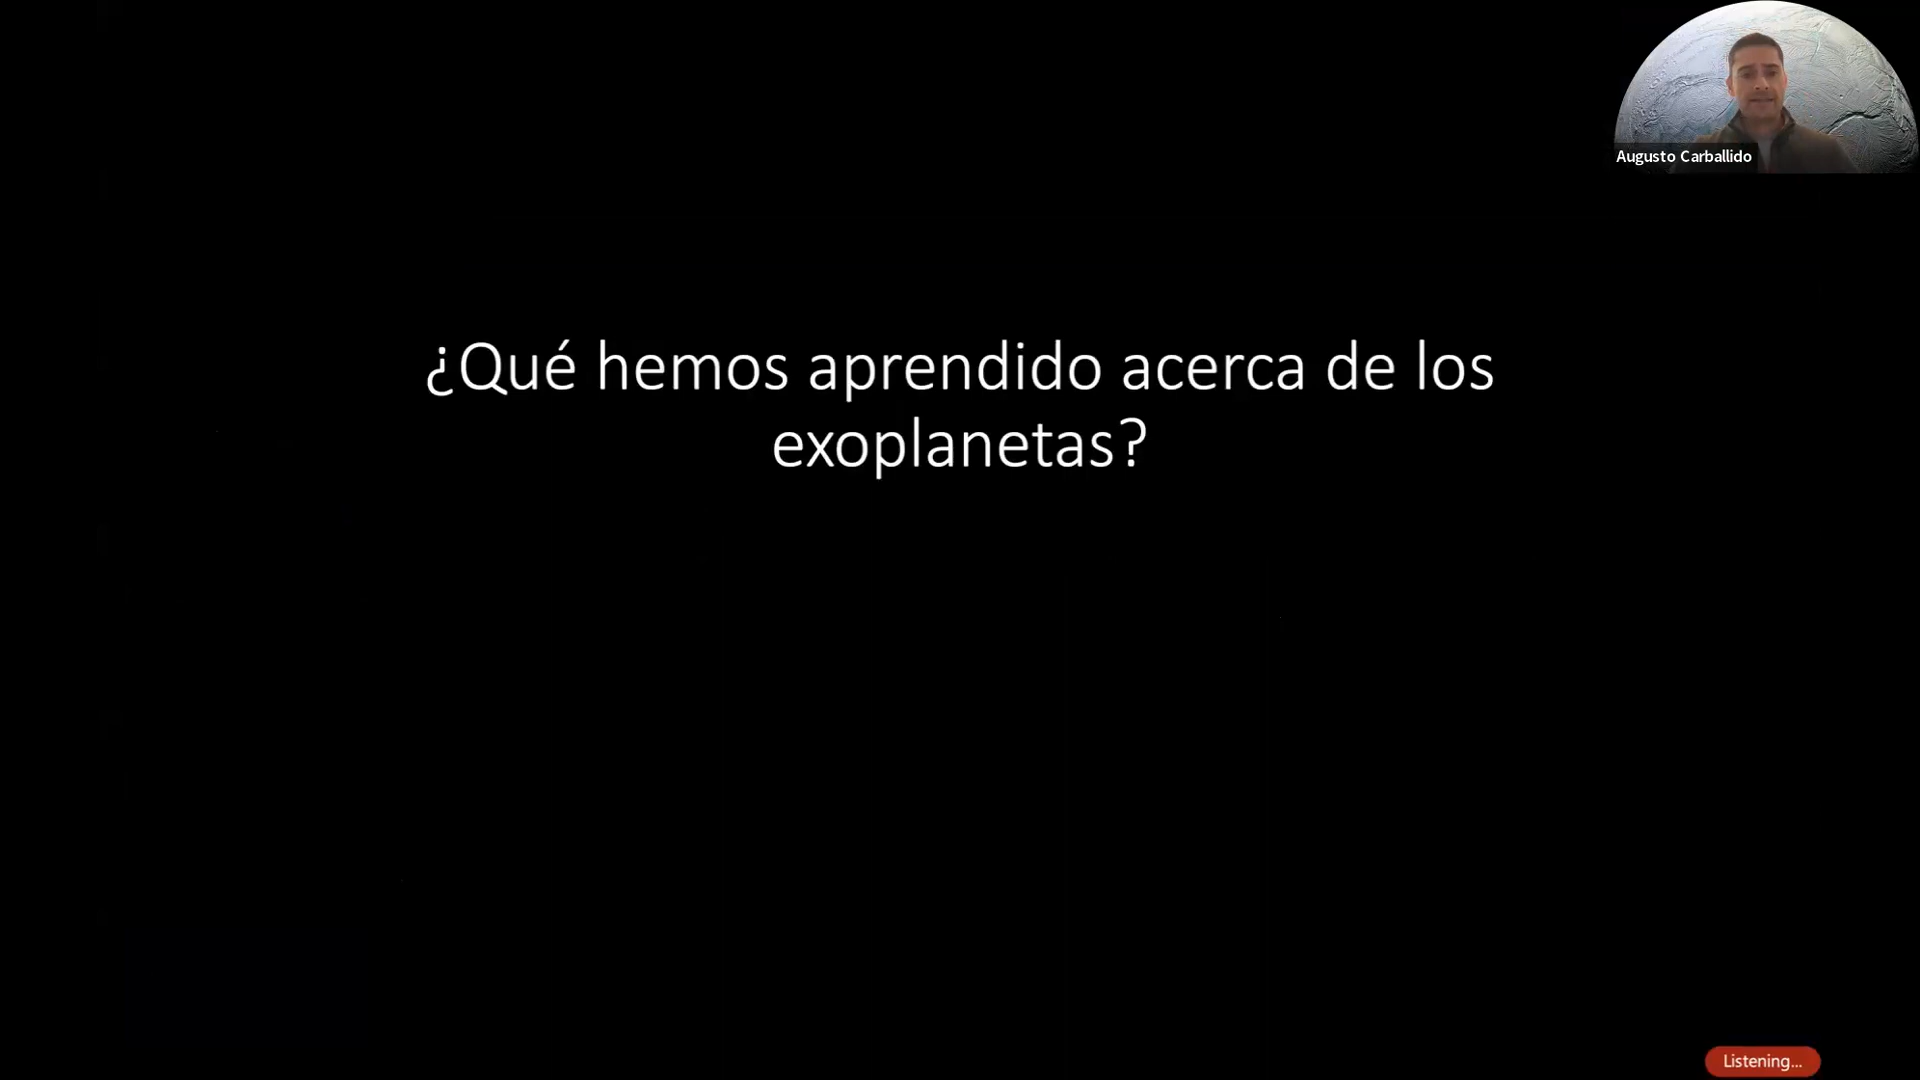 Augusto Carballido
¿Qué hemos aprendido acerca de los
exoplanetas?
Listening...